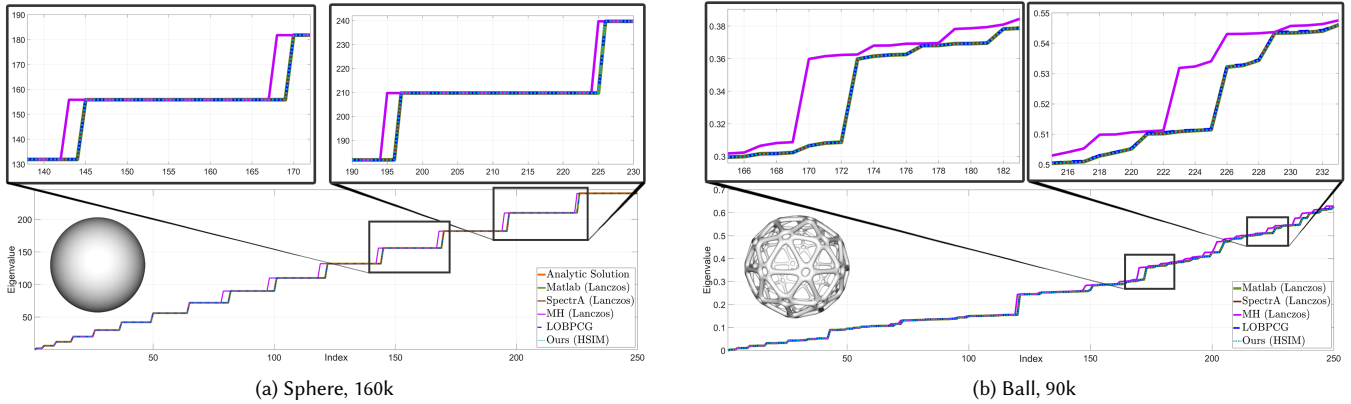 190
180
170
160
150
140
130
140 145 150 155 160 165 170
240
230
220
210
200
190
180
190 195 200 205 210 215 220 225 230
0.38
0.36
0.34
0.32
0.3
166 168 170 172 174 176 178 180 182
0.55
0.54
0.53
0.52
0.51
0.5
216 218 220 222 224 226 228 230 232
Eigenvalue
200
150
100
50
50 100 150 200 250
Index
Analytic Solution
Matlab (Lanczos)
SpectrA (Lanczos)
MH (Lanczos)
LOBPCG
Ours (HSIM)
(a) Sphere, 160k
Eigenvalue
0.7
0.6
0.5
0.4
0.3
0.2
0.1
0
50 100 150 200 250
Index
Matlab (Lanczos)
SpectrA (Lanczos)
MH (Lanczos)
LOBPCG
Ours (HSIM)
(b) Ball, 90k